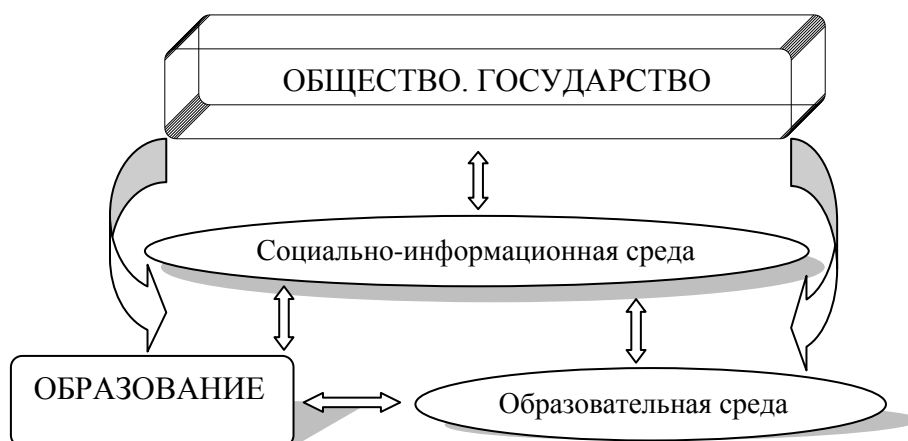 ОБЩЕСТВО. ГОСУДАРСТВО
Социально-информационная среда
ОБРАЗОВАНИЕ
Образовательная среда